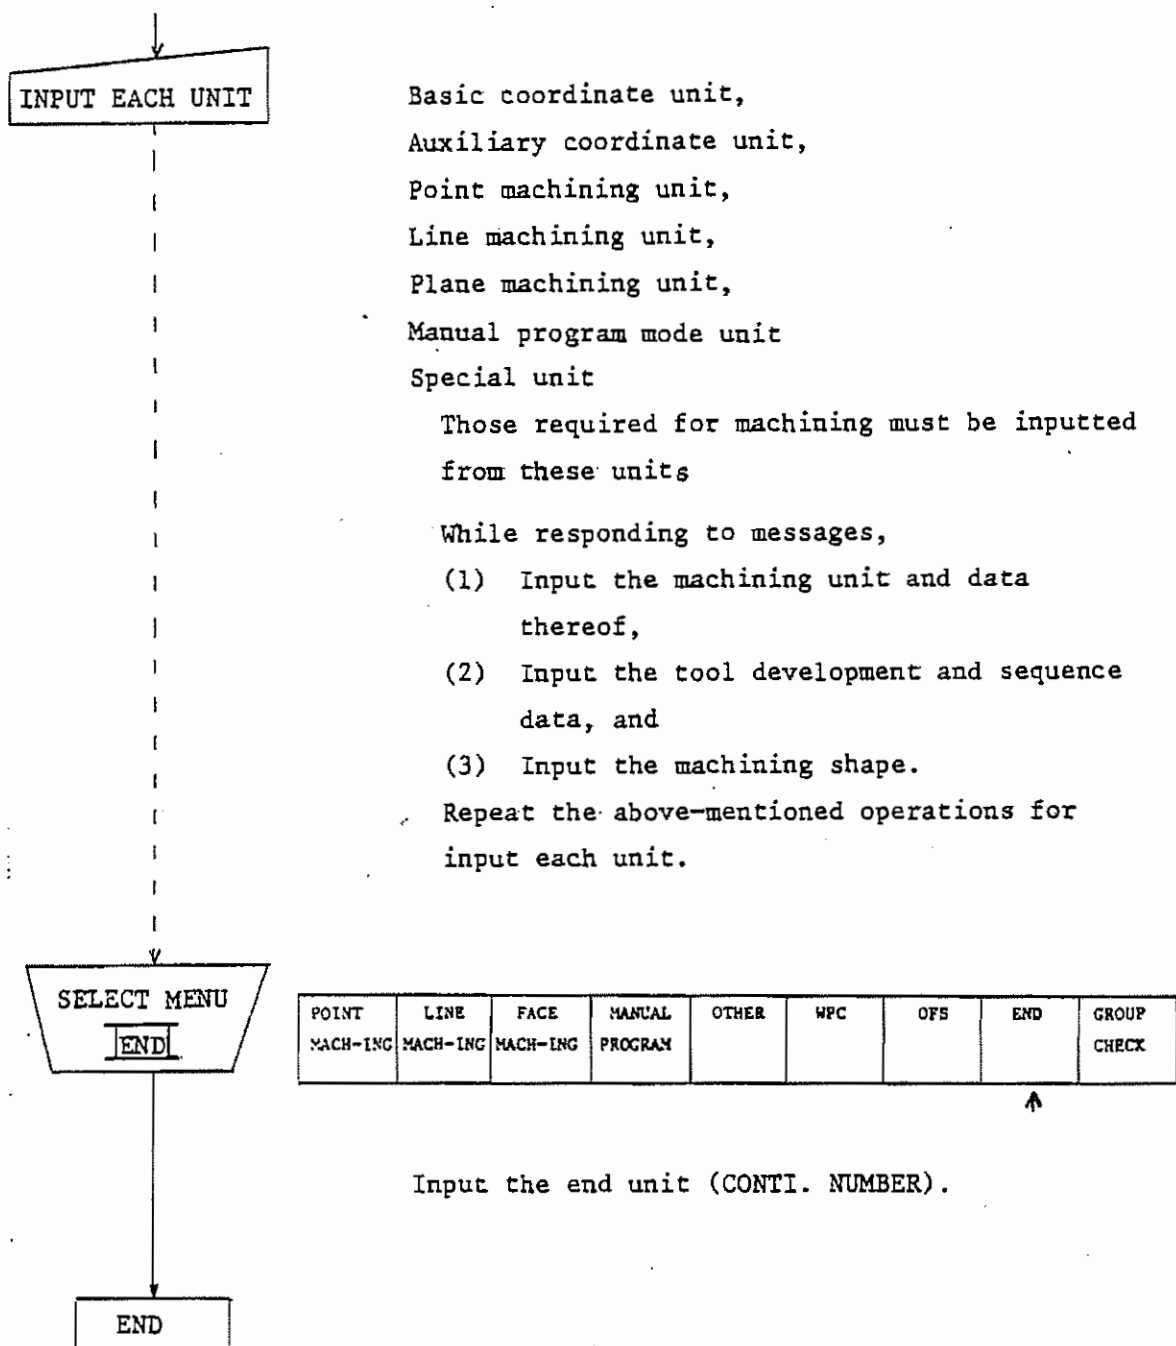 INPUT EACH UNIT
Basic coordinate unit,
Auxiliary coordinate unit,
Point machining unit,
Line machining unit,
Plane machining unit,
Manual program mode unit
Special unit
Those required for machining must be inputted
from these units
While responding to messages,
(1) Input the machining unit and data
thereof,
(2) Input the tool development and sequence
data, and
(3) Input the machining shape.
Repeat the above-mentioned operations for
input each unit.
SELECT MENU
END
POINT LINE FACE MANUAL OTHER WPC OFS END GROUP
MACH-ING MACH-ING MACH-ING PROGRAM CHECK
Input the end unit (CONTI. NUMBER).
END